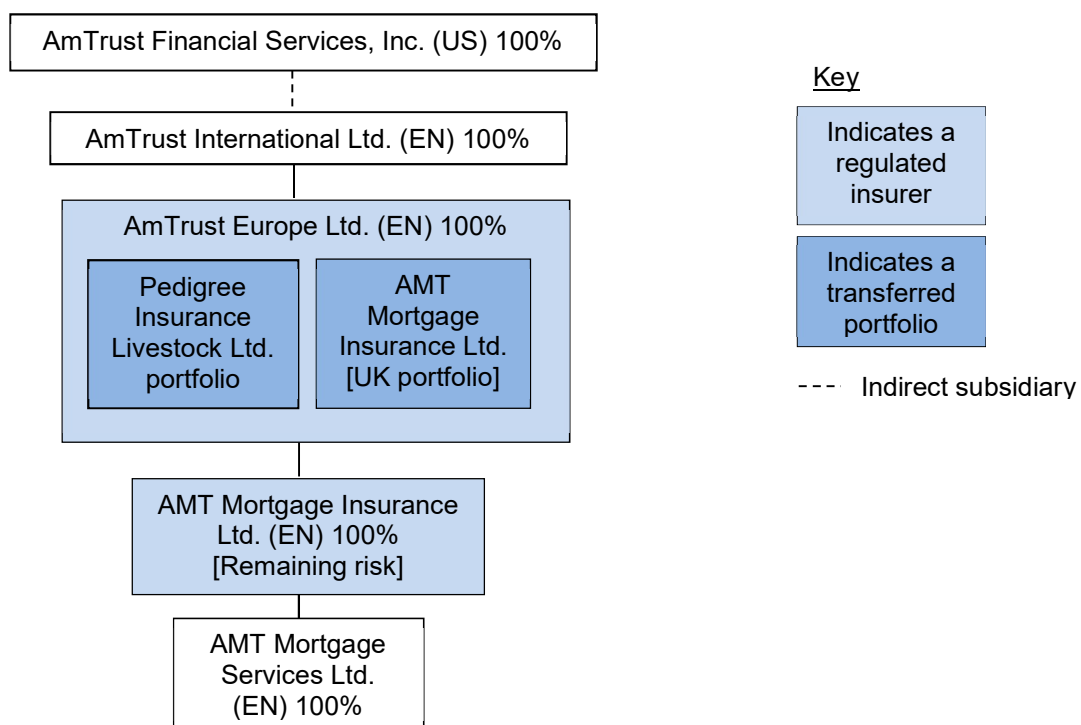 AmTrust Financial Services, Inc. (US) 100%
AmTrust International Ltd. (EN) 100%
AmTrust Europe Ltd. (EN) 100%
Pedigree
Insurance
Livestock Ltd.
portfolio
AMT
Mortgage
Insurance Ltd.
[UK portfolio]
AMT Mortgage Insurance
Ltd. (EN) 100%
[Remaining risk]
AMT Mortgage
Services Ltd.
(EN) 100%
Key
Indicates a
regulated
insurer
Indicates a
transferred
portfolio
Indirect subsidiary